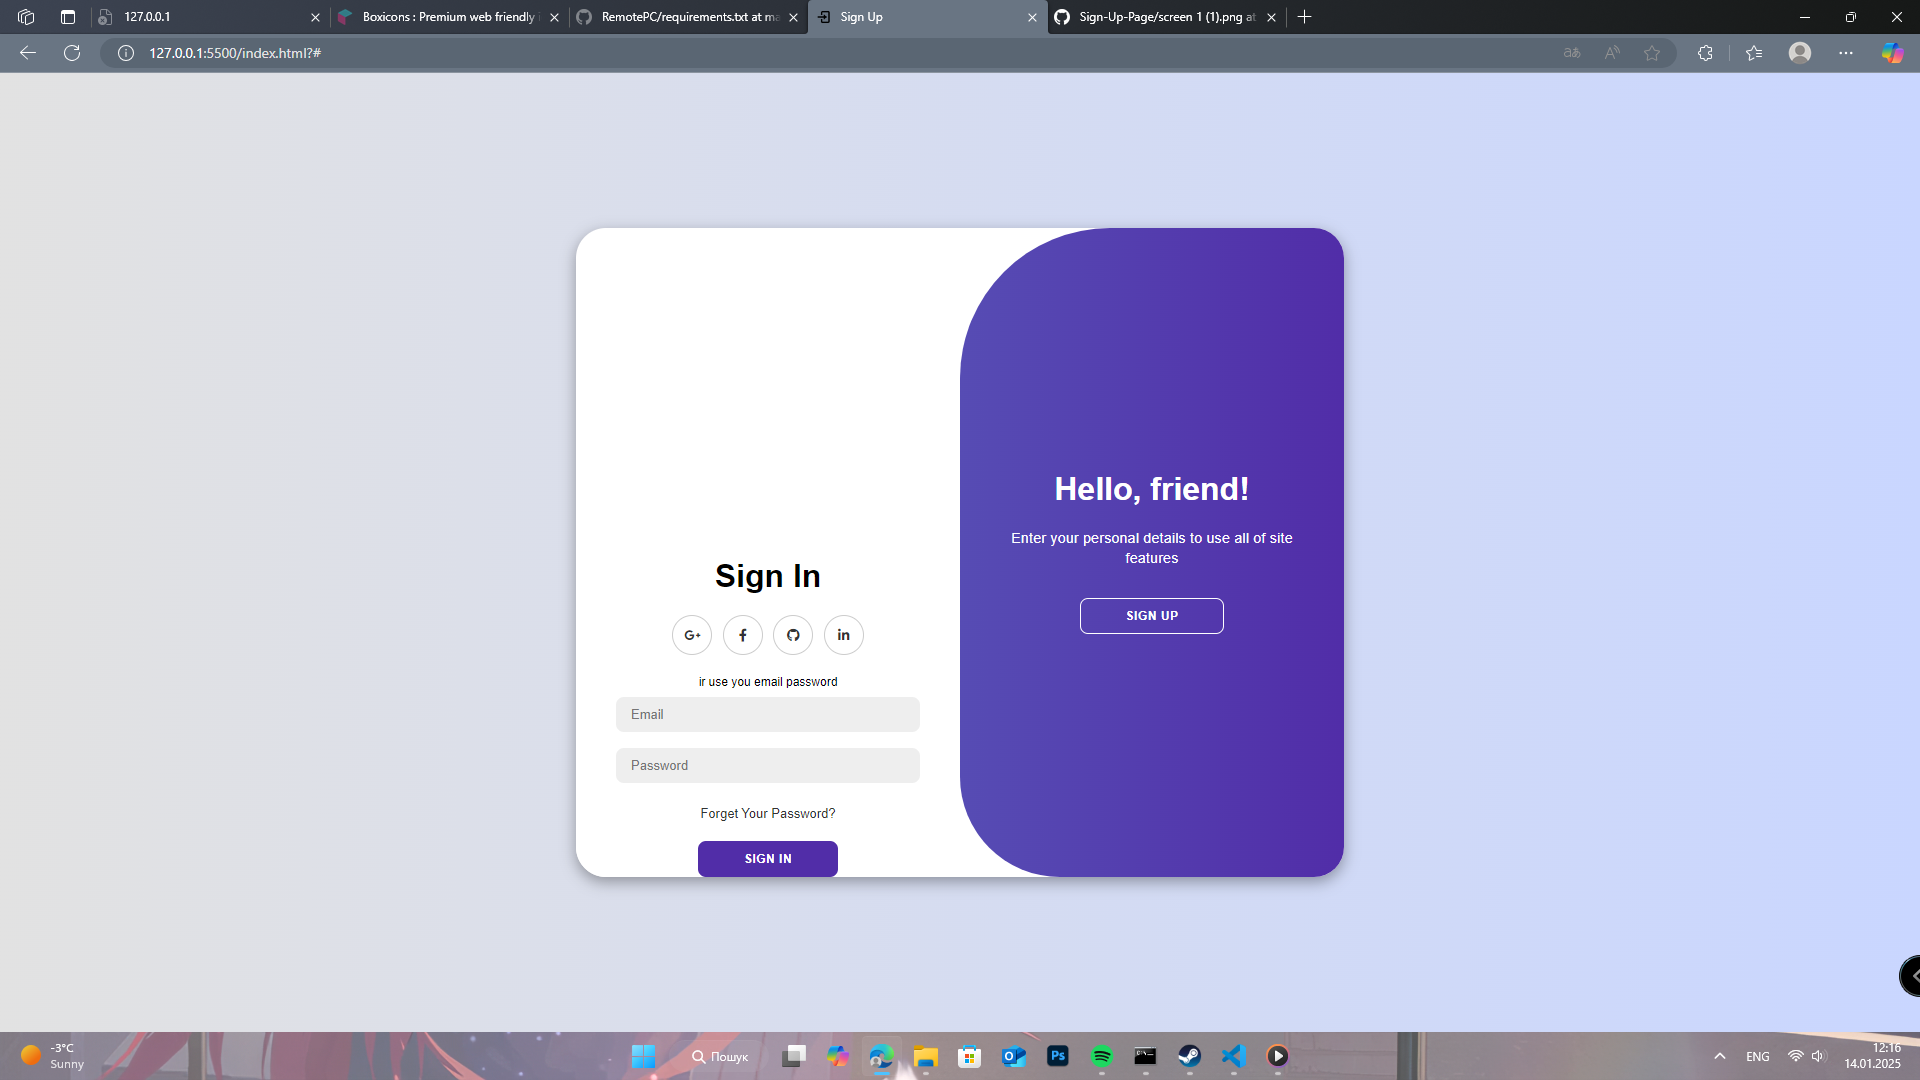 127.0.0.1
Boxicons : Premium web friendly
RemotePC/requirements.txt at ma
Sign Up
Sign-Up-Page/screen 1 (1).png at
127.0.0.1:5500/index.html?#
Hello, friend!
Enter your personal details to use all of site
features
SIGN UP
Sign In
G+
f
in
ir use you email password
Email
Password
Forget Your Password?
SIGN IN
-3°C
Sunny
Пошук
Ps
ENG
12:16
14.01.2025